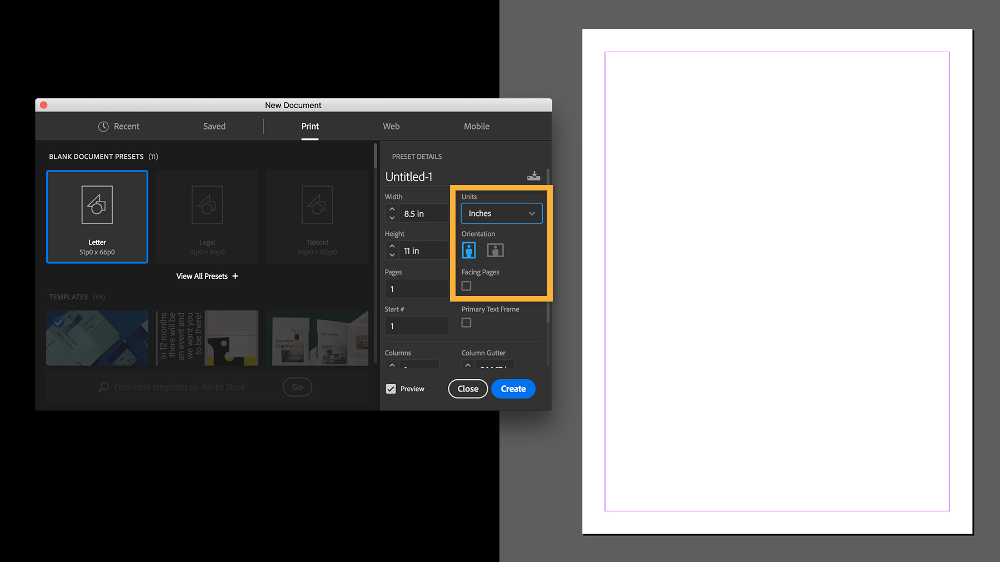 New Document
Recent
Saved
Print
Web
Mobile
BLANK DOCUMENT PRESETS (11)
Letter
51p0 x 66p0
Legal
51p0 x 84p0
Tabloid
66p0 x 102p0
View All Presets +
TEMPLATES (44)
in 12 months
there will be
an event and
we want you
to be there!
Brochure
Heading
Page Heading
Find more templates on Adobe Stock
Go
PRESET DETAILS
Untitled-1
Width
8.5 in
Units
Inches
Height
11 in
Orientation
Pages
1
Facing Pages
Start #
1
Primary Text Frame
Columns
Column Gutter
Preview
Close
Create